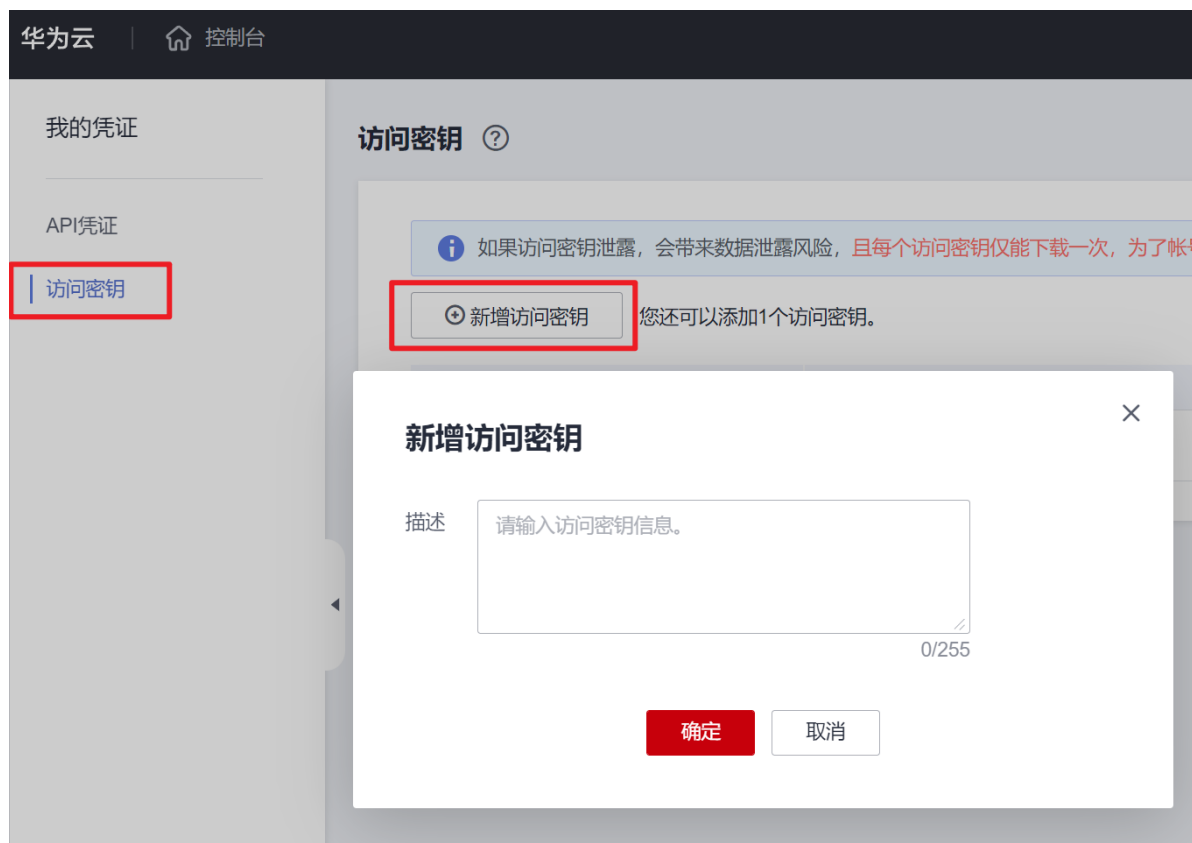 华为云
控制台
我的凭证
API凭证
访问密钥
访问密钥
如果访问密钥泄露，会带来数据泄露风险，且每个访问密钥仅能下载一次，为了帐
新增访问密钥
您还可以添加1个访问密钥。
新增访问密钥
描述
请输入访问密钥信息。
0/255
确定
取消